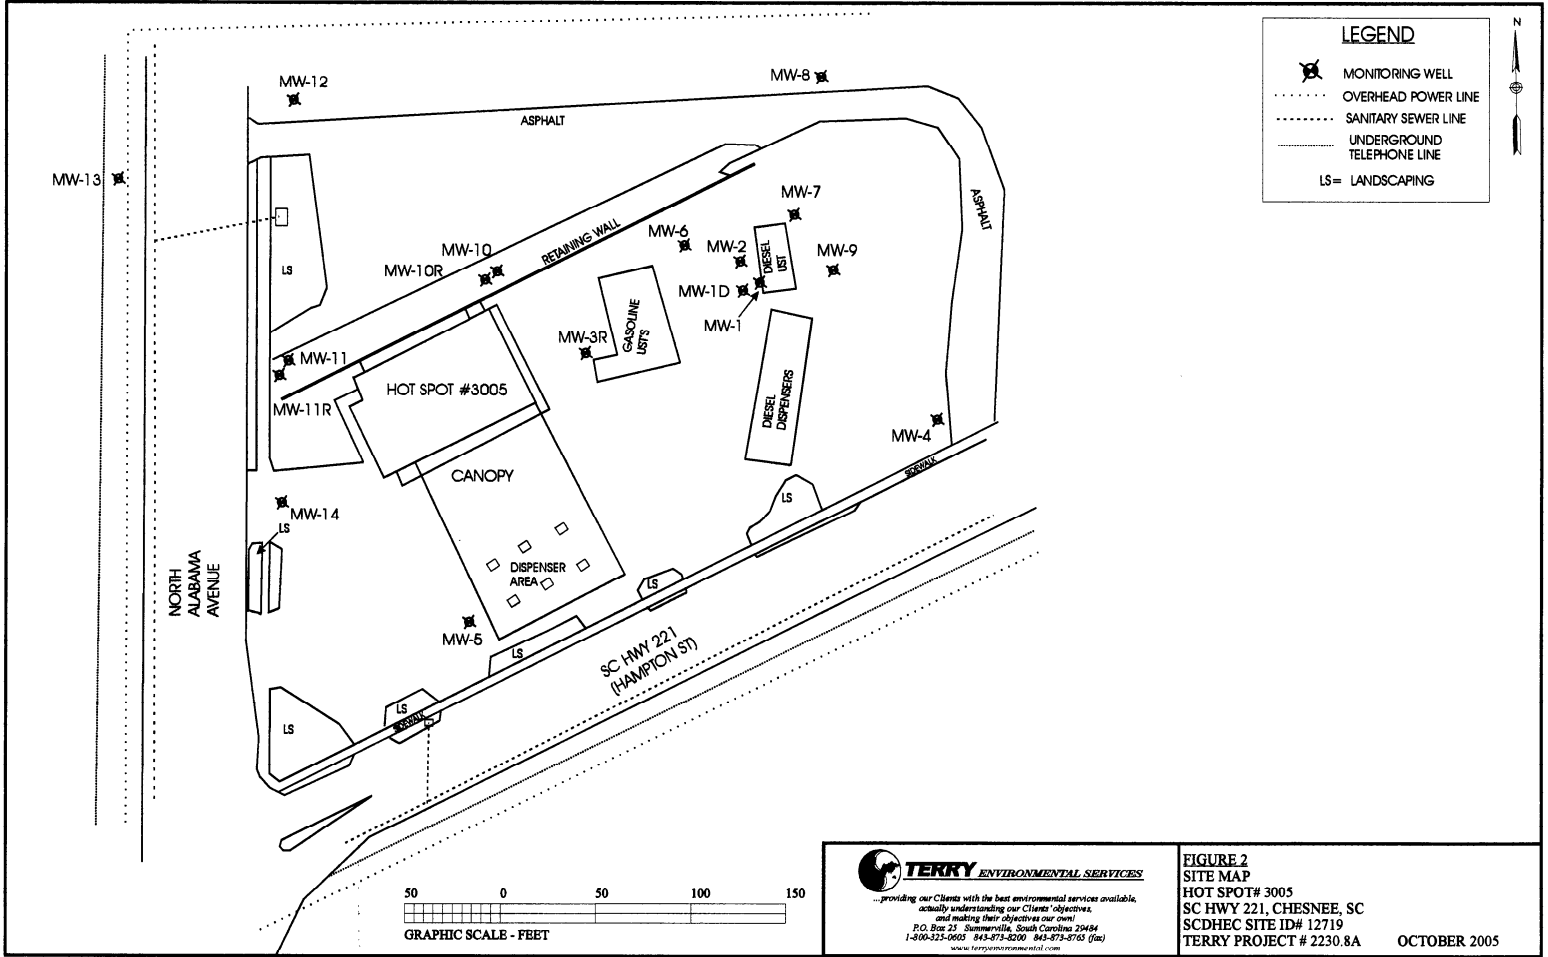 LEGEND
MONITORING WELL
OVERHEAD POWER LINE
SANITARY SEWER LINE
UNDERGROUND
TELEPHONE LINE
LS= LANDSCAPING
N
MW-12
MW-8
ASPHALT
MW-13
MW-7
ASPHALT
RETAINING WALL
MW-6
MW-10
MW-2
DIESEL
UST
MW-9
LS
MW-10R
MW-1D
MW-1
GASOLINE
UST'S
MW-3R
MW-11
HOT SPOT #3005
MW-11R
DIESEL
DISPENSERS
MW-4
SIDEWALK
CANOPY
LS
MW-14
LS
DISPENSER
AREA
NORTH
ALABAMA
AVENUE
LS
MW-5
LS
SC HWY 221
(HAMPTON ST)
LS
SIDEWALK
LS
50 0 50 100 150
GRAPHIC SCALE - FEET
TERRY ENVIRONMENTAL SERVICES
...providing our Clients with the best environmental services available,
actually understanding our Clients' objectives,
and making their objectives our own!
P.O. Box 25 Summerville, South Carolina 29484
1-800-325-0605 843-873-8200 843-873-8765 (fax)
www.terryenvironmental.com
FIGURE 2
SITE MAP
HOT SPOT# 3005
SC HWY 221, CHESNEE, SC
SCDHEC SITE ID# 12719
TERRY PROJECT # 2230.8A OCTOBER 2005